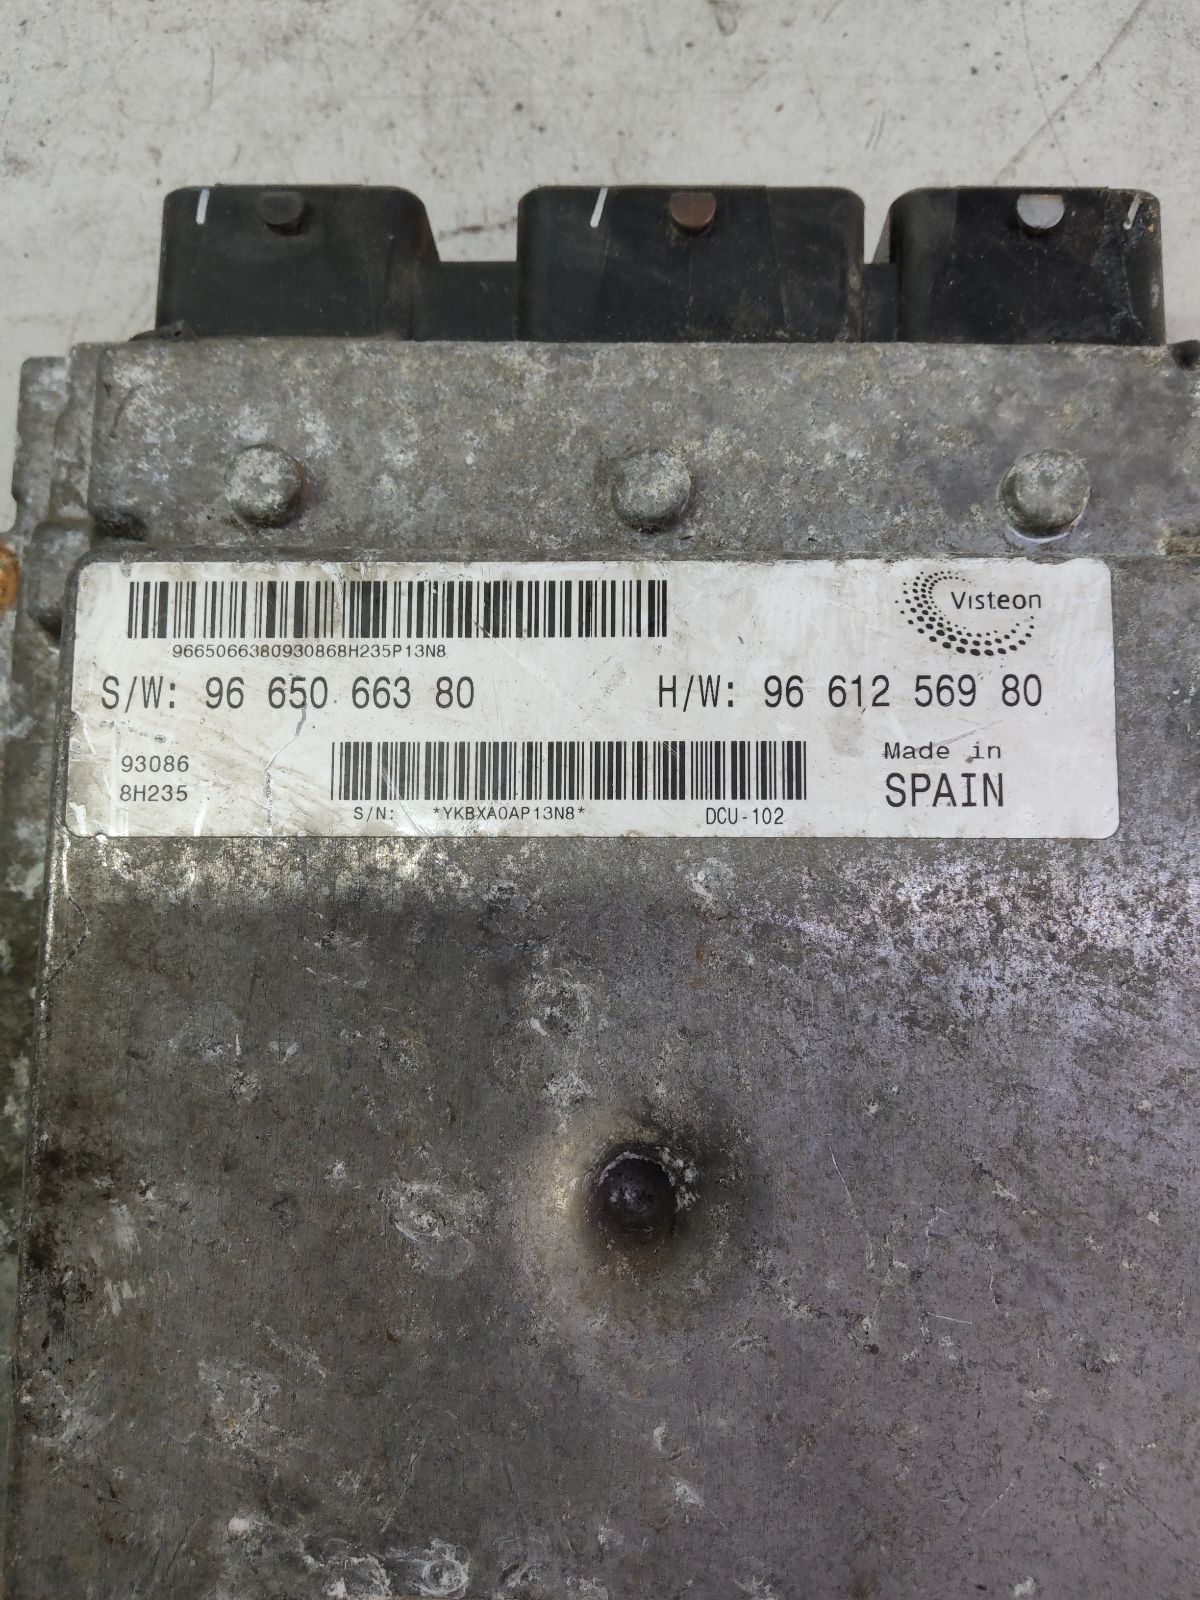 Visteon
9665066380930868H235P13N8
S/W: 96 650 663 80 H/W: 96 612 569 80
93086
8H235
Made in
SPAIN
S/N: *YKBXA0AP13N8* DCU-102